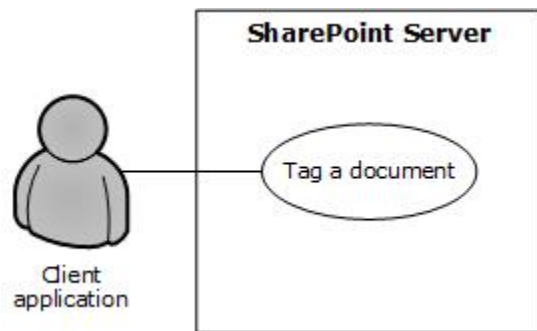 SharePoint Server
Tag a document
Client
application